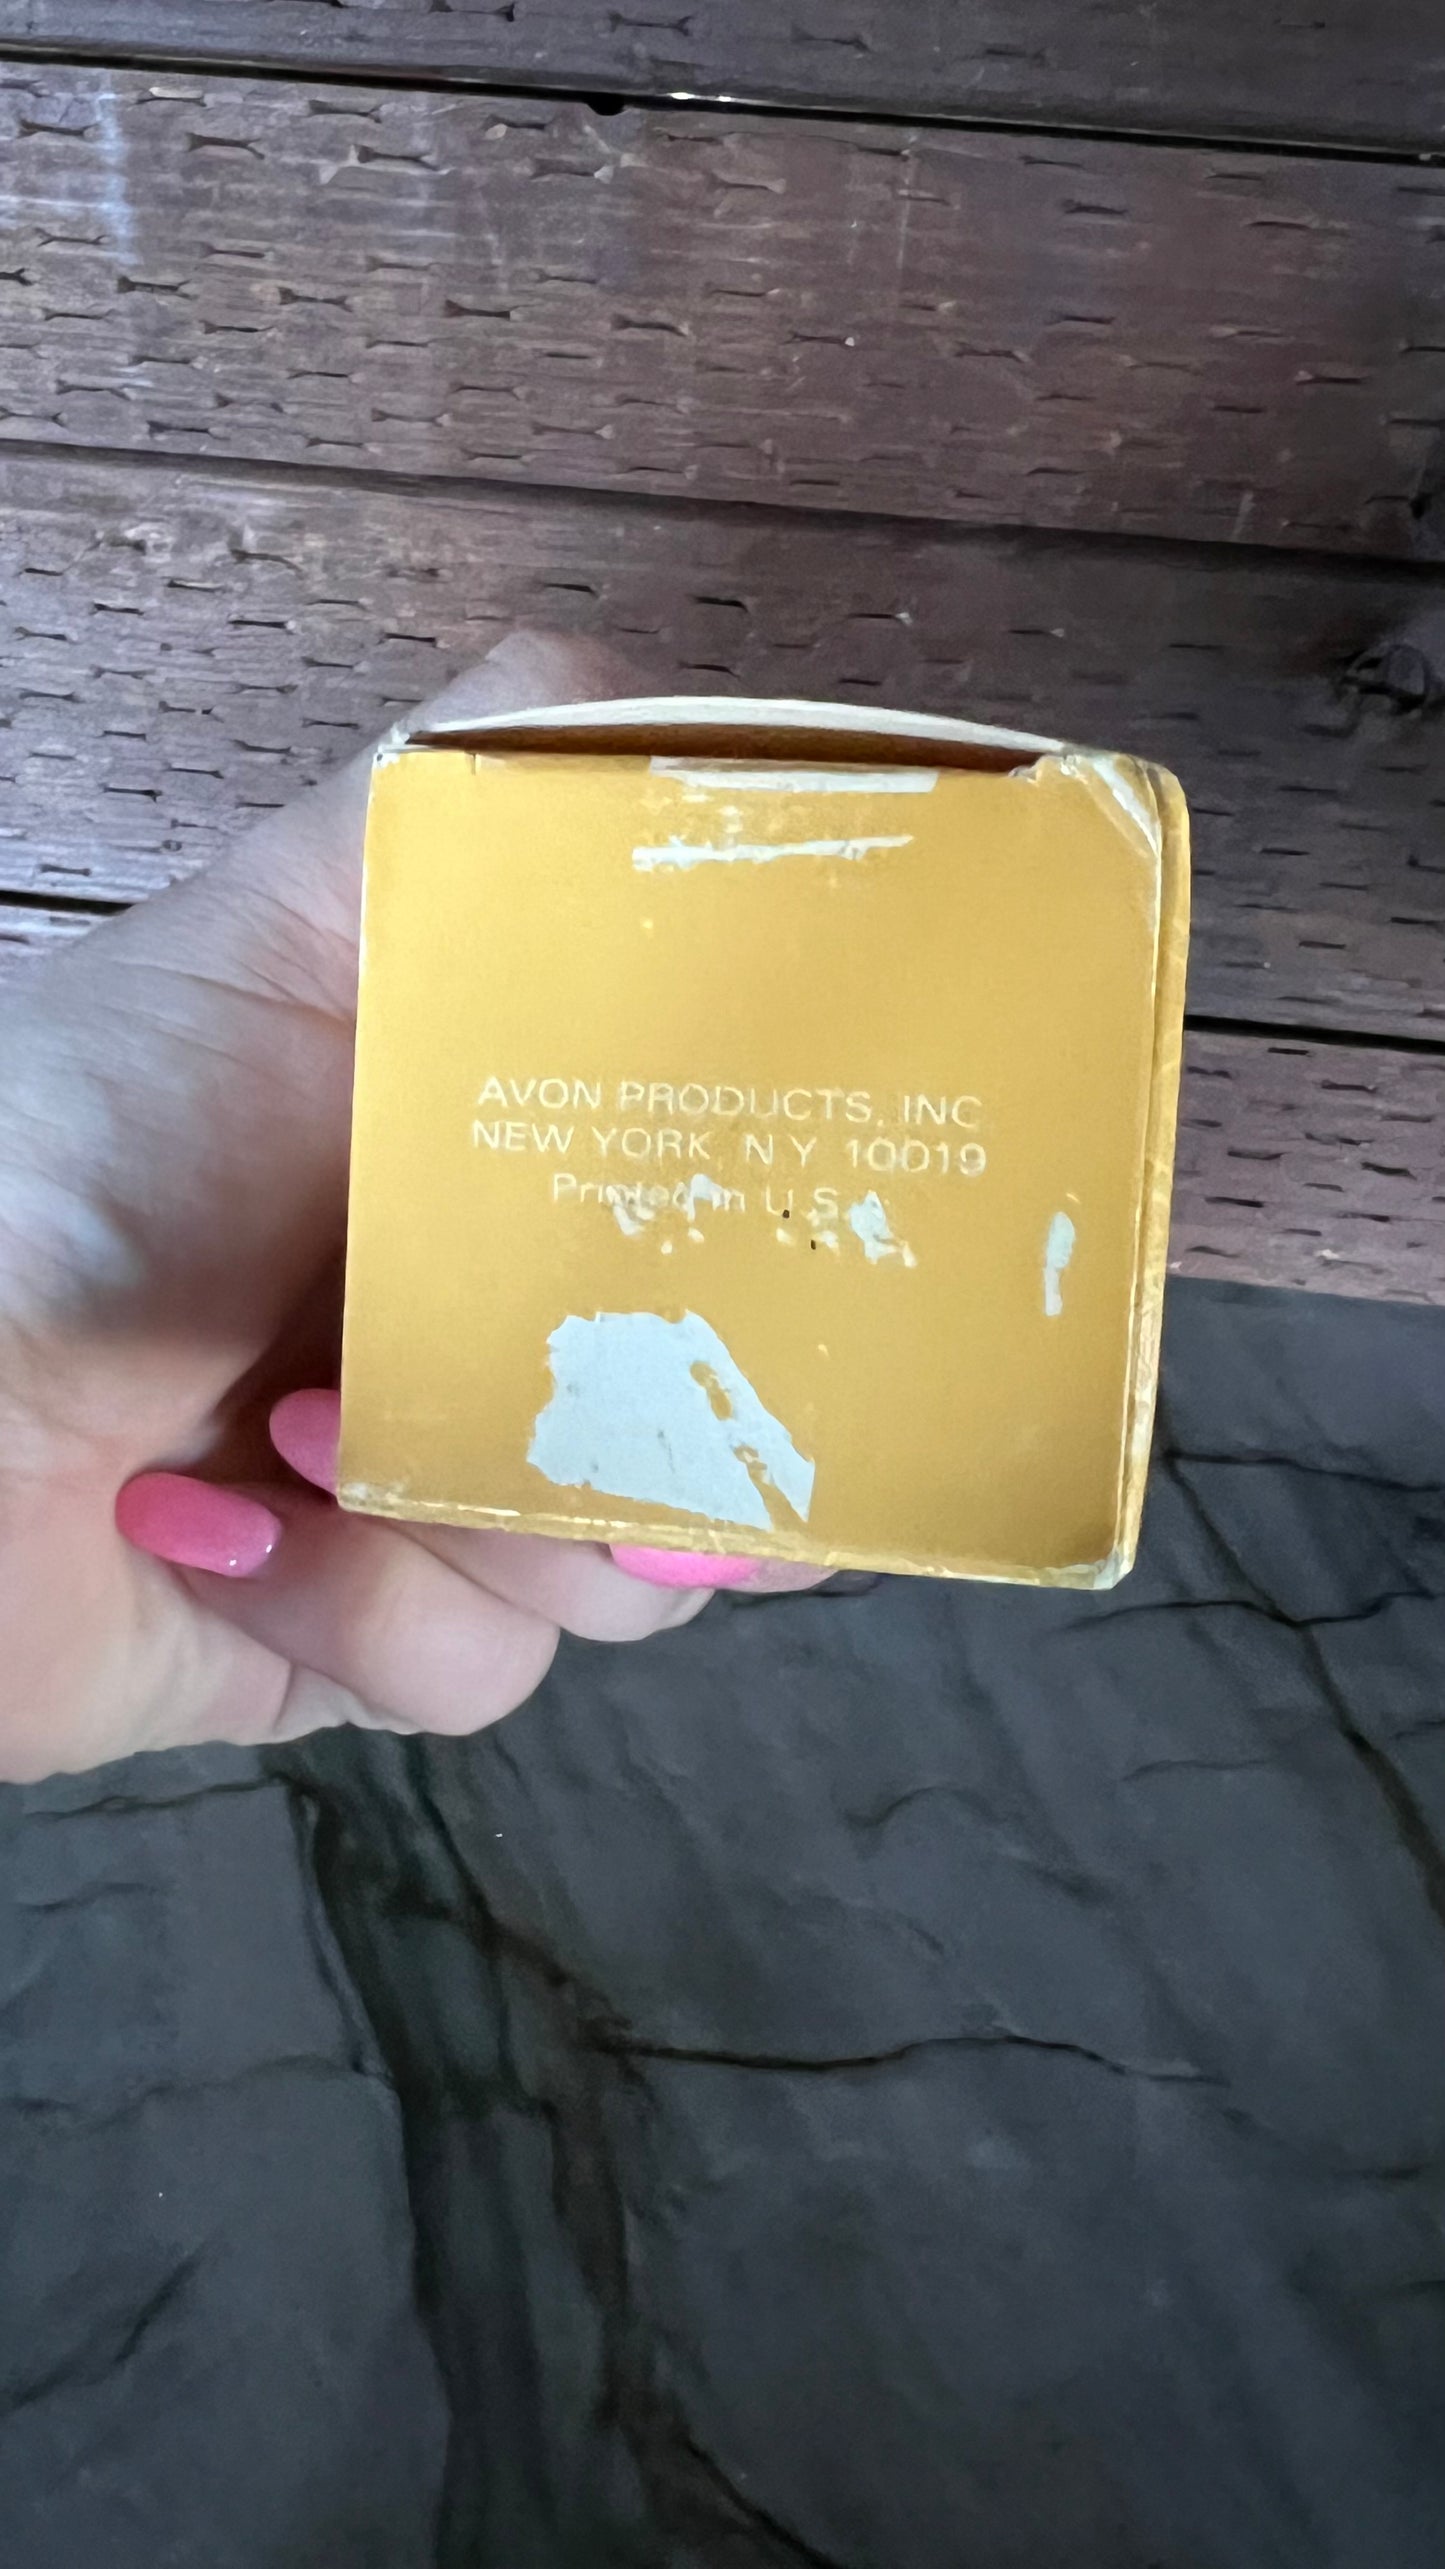 AVON PRODUCTS, INC
NEW YORK, N Y 10019
Printed in U.S.A.